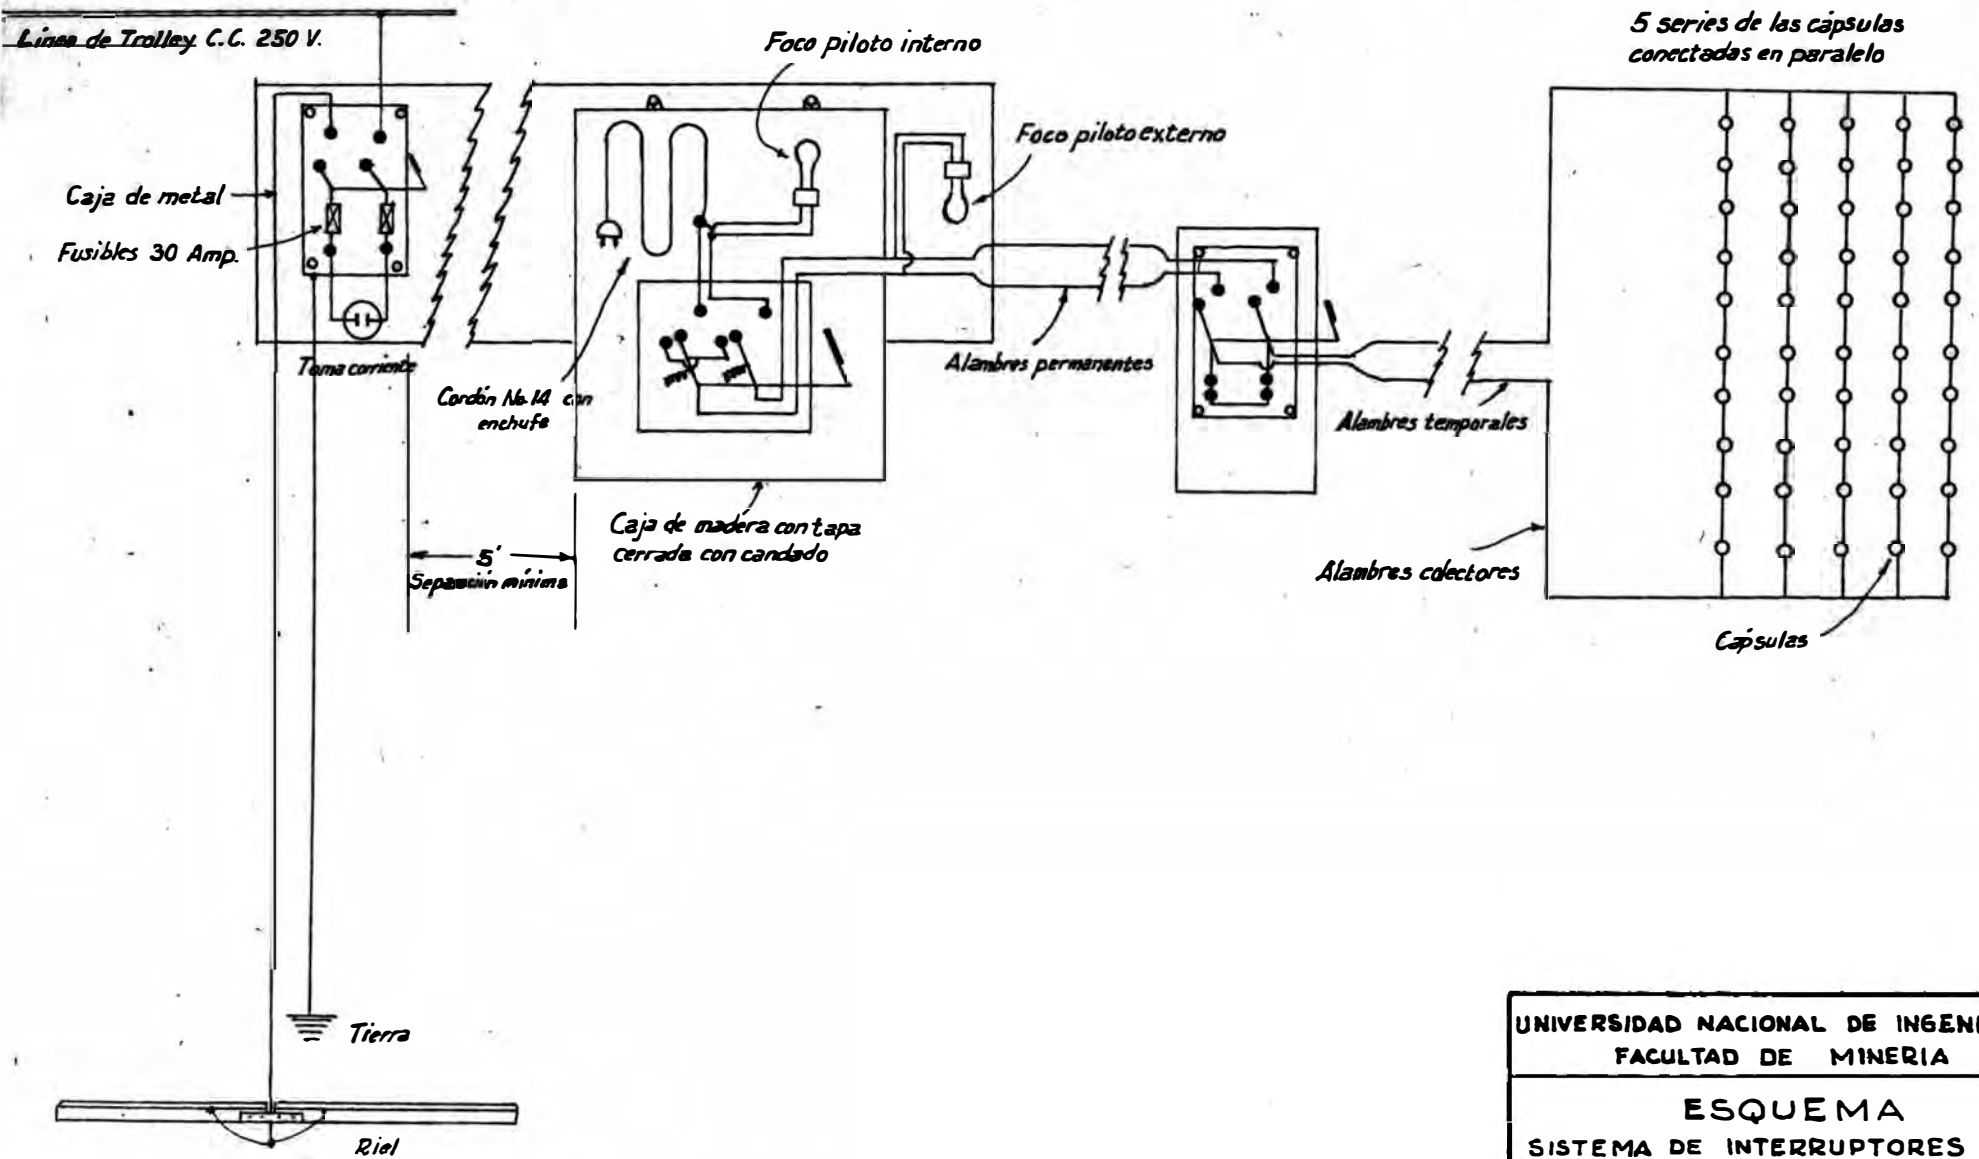 Línea de Trolley C.C. 250 V.
Foco piloto interno
5 series de las cápsulas
conectadas en paralelo
Foco piloto externo
Caja de metal
Fusibles 30 Amp.
Toma corriente
Cordón No. 14 con
enchufe
Alambres permanentes
Alambres temporales
Caja de madera con tapa
cerrada con candado
5'
Separación mínima
Alambres colectores
Cápsulas
Tierra
Riel
UNIVERSIDAD NACIONAL DE INGENI
FACULTAD DE MINERIA
ESQUEMA
SISTEMA DE INTERRUPTORES